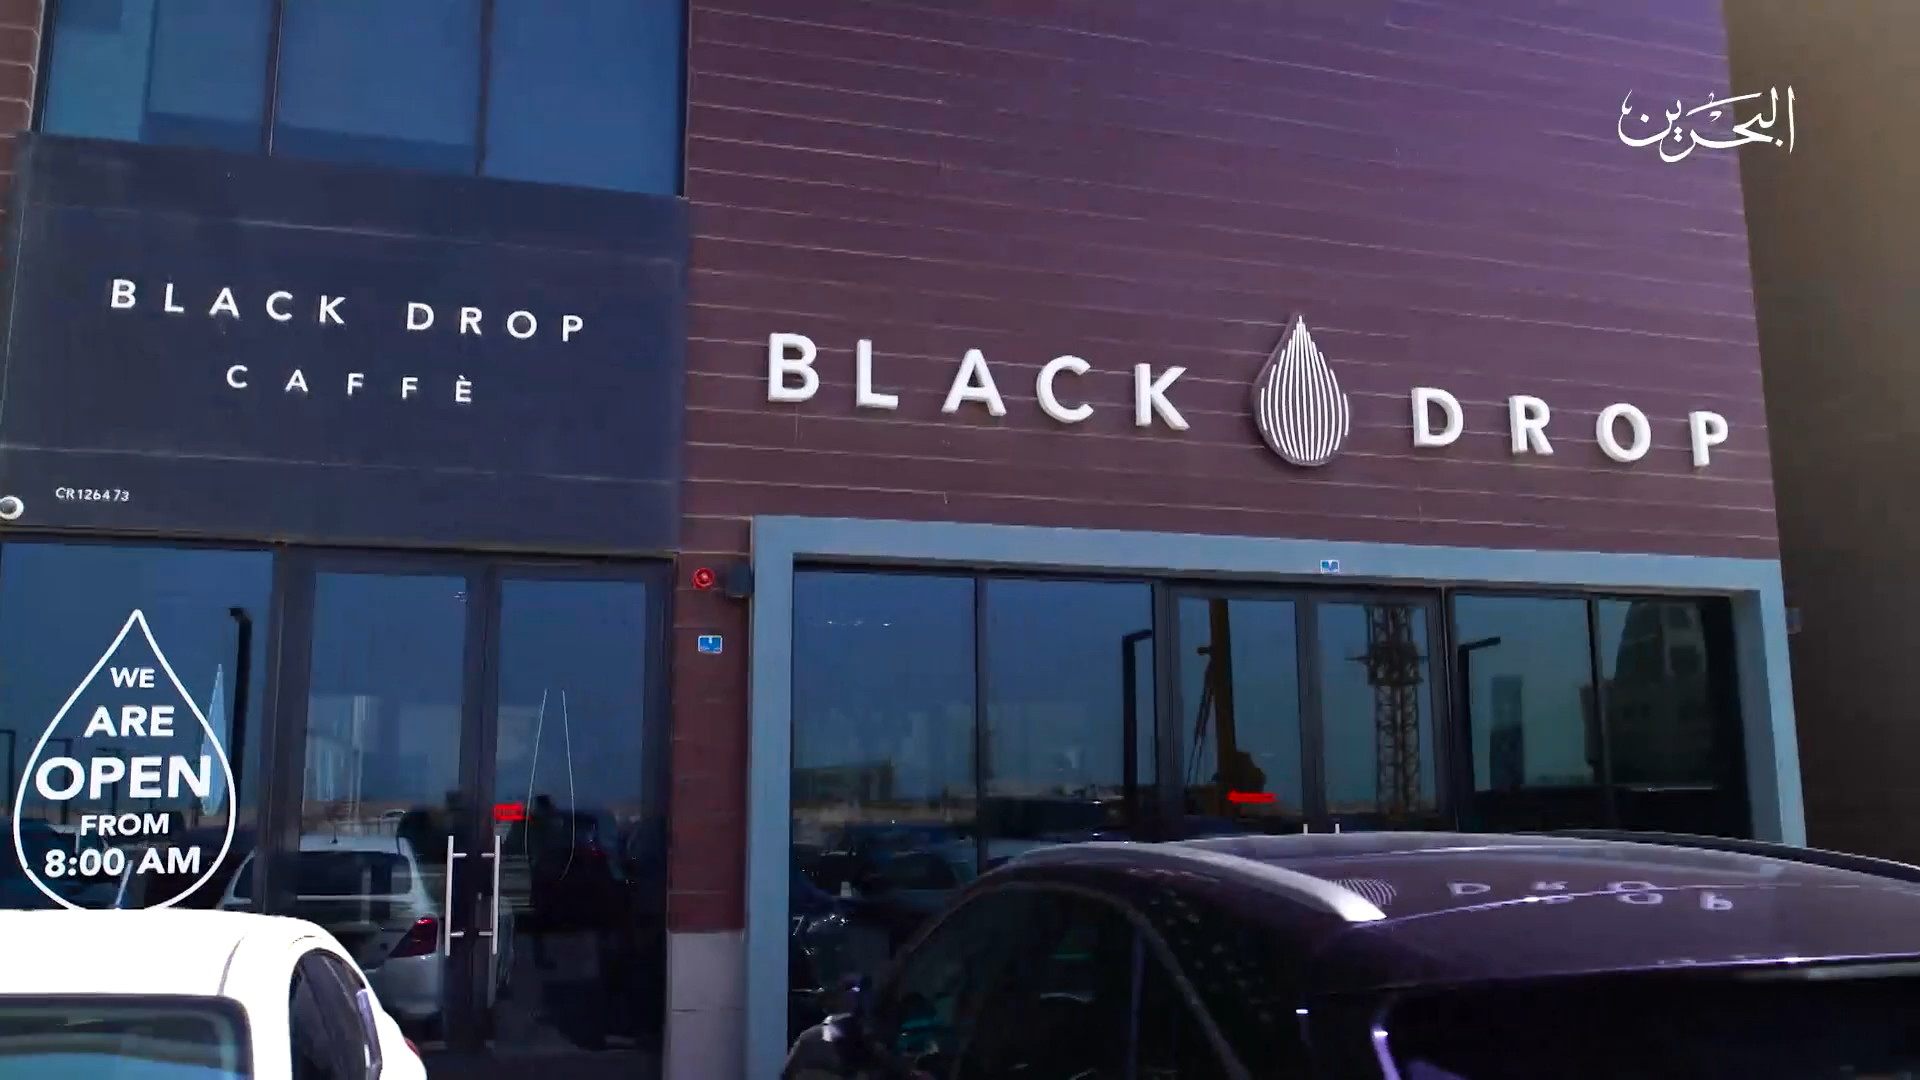 البحرين
BLACK DROP
CAFFÈ
CR126473
BLACK DROP
WE
ARE
OPEN
FROM
8:00 AM